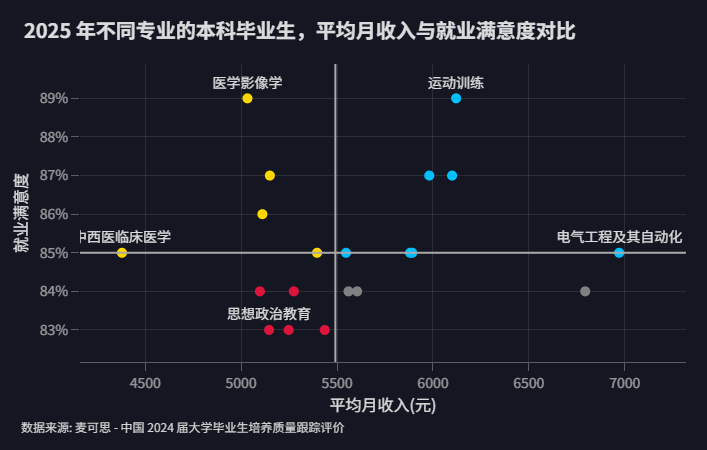 2025 年不同专业的本科毕业生，平均月收入与就业满意度对比
医学影像学
运动训练
89%
88%
87%
86%
中西医临床医学
电气工程及其自动化
85%
84%
思想政治教育
83%
就业满意度
4500 5000 5500 6000 6500 7000
平均月收入(元)
数据来源: 麦可思 - 中国 2024 届大学毕业生培养质量跟踪评价